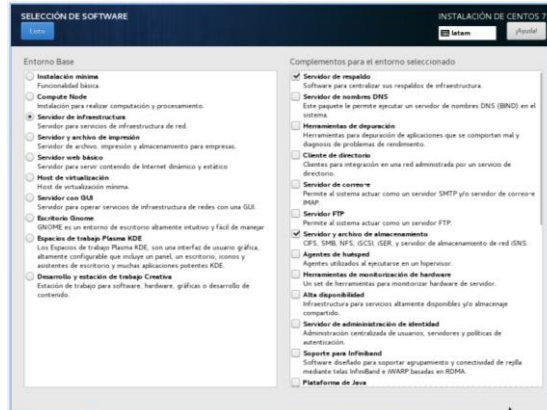 SELECCIÓN DE SOFTWARE
INSTALACIÓN DE CENTOS 7
Listo
latam
¡Ayuda!
Entorno Base
Instalación mínima
Funcionalidad básica.
Compute Node
Instalación para realizar computación y procesamiento.
Servidor de infraestructura
Servidor para servicios de infraestructura de red.
Servidor y archivo de impresión
Servidor de archivo, impresión y almacenamiento para empresas.
Servidor web básico
Servidor para servir contenido de Internet dinámico y estático
Host de virtualización
Host de virtualización mínima.
Servidor con GUI
Servidor para operar servicios de infraestructura de redes con una GUI.
Escritorio Gnome
GNOME es un entorno de escritorio altamente intuitivo y fácil de manejar
Espacios de trabajo Plasma KDE
Los Espacios de trabajo Plasma KDE, son una interfaz de usuario gráfica,
altamente configurable que incluye un panel, un escritorio, iconos y
asistentes de escritorio y muchas aplicaciones potentes KDE.
Desarrollo y estación de trabajo Creativa
Estación de trabajo para software, hardware, gráficas o desarrollo de
contenido.
Complementos para el entorno seleccionado
Servidor de respaldo
Software para centralizar sus respaldos de infraestructura.
Servidor de nombres DNS
Este paquete le permite ejecutar un servidor de nombres DNS (BIND) en el
sistema.
Herramientas de depuración
Herramientas para depuración de aplicaciones que se comportan mal y
diagnosis de problemas de rendimiento.
Cliente de directorio
Clientes para integración en una red administrada por un servicio de
directorio.
Servidor de correo-e
Permite al sistema actuar como un servidor SMTP y/o servidor de correo-e
IMAP.
Servidor FTP
Permite al sistema actuar como un servidor FTP.
Servidor y archivo de almacenamiento
CIFS, SMB, NFS, iSCSI, iSER, y servidor de almacenamiento de red iSNS.
Agentes de huésped
Agentes utilizados al ejecutarse en un hipervisor.
Herramientas de monitorización de hardware
Un set de herramientas para monitorizar hardware de servidor.
Alta disponibilidad
Infraestructura para servicios altamente disponibles y/o almacenaje
compartido.
Servidor de administración de identidad
Administración centralizada de usuarios, servidores y políticas de
autenticación.
Soporte para Infiniband
Software diseñado para soportar agrupamiento y conectividad de rejilla
mediante telas InfiniBand e iWARP basadas en RDMA.
Plataforma de Java